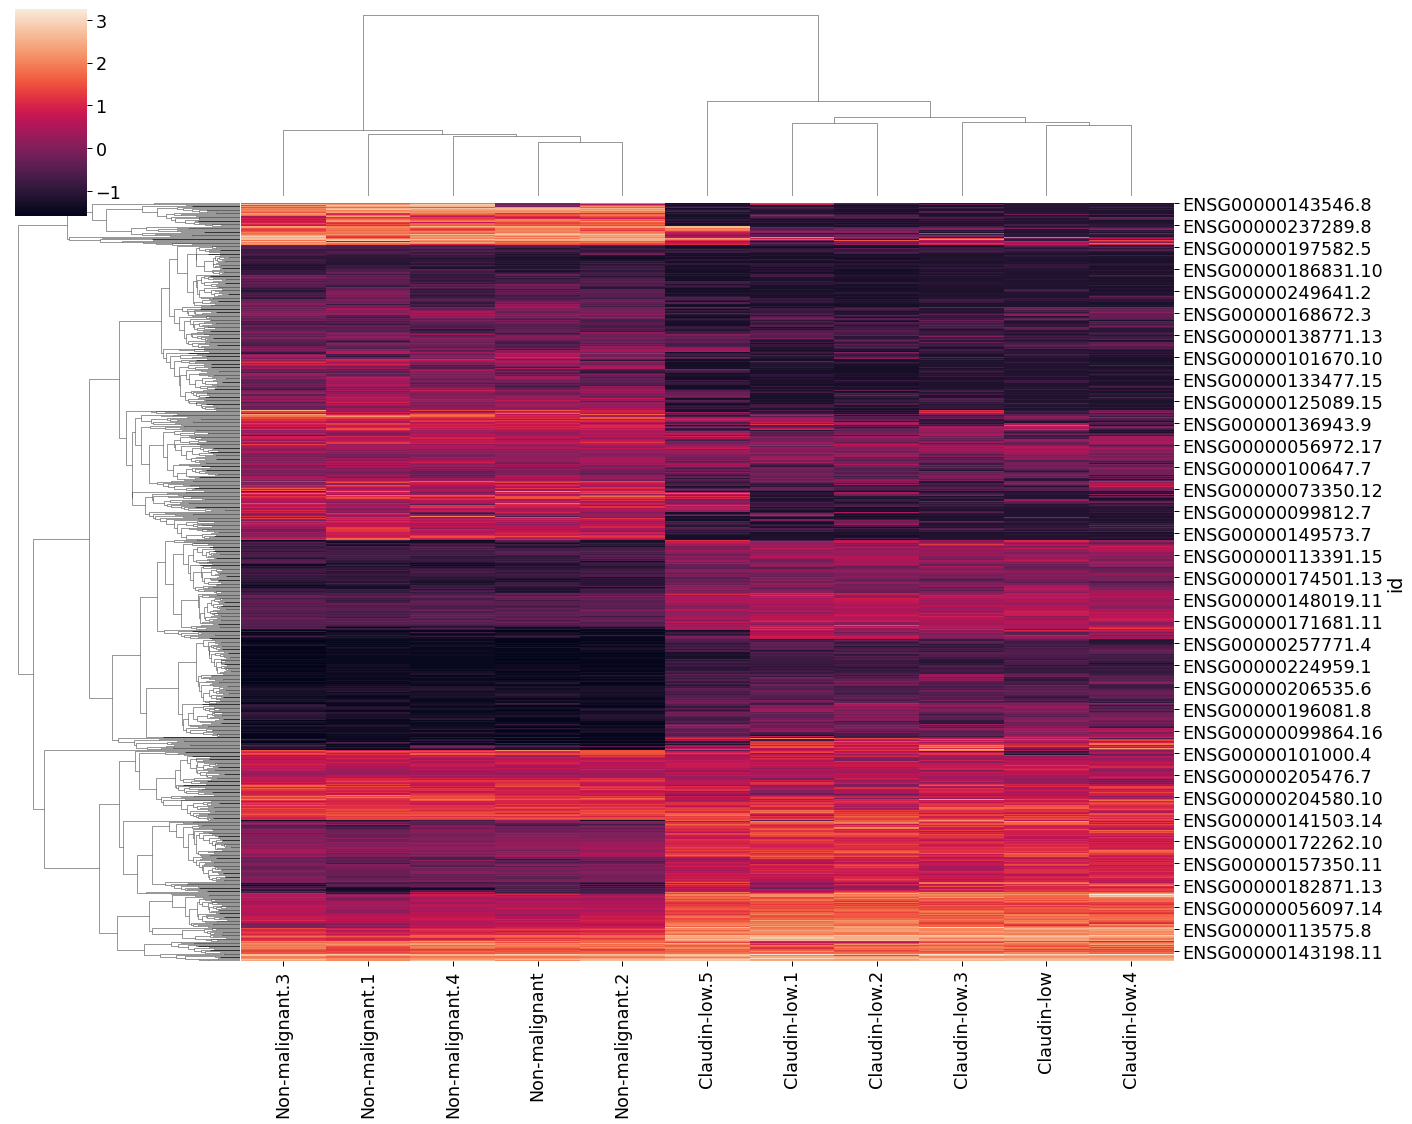 3
2
1
0
−1
ENSG00000143546.8
ENSG00000237289.8
ENSG00000197582.5
ENSG00000186831.10
ENSG00000249641.2
ENSG00000168672.3
ENSG00000138771.13
ENSG00000101670.10
ENSG00000133477.15
ENSG00000125089.15
ENSG00000136943.9
ENSG00000056972.17
ENSG00000100647.7
ENSG00000073350.12
ENSG00000099812.7
ENSG00000149573.7
ENSG00000113391.15
ENSG00000174501.13
ENSG00000148019.11
ENSG00000171681.11
ENSG00000257771.4
ENSG00000224959.1
ENSG00000206535.6
ENSG00000196081.8
ENSG00000099864.16
ENSG00000101000.4
ENSG00000205476.7
ENSG00000204580.10
ENSG00000141503.14
ENSG00000172262.10
ENSG00000157350.11
ENSG00000182871.13
ENSG00000056097.14
ENSG00000113575.8
ENSG00000143198.11
id
Non-malignant.3
Non-malignant.1
Non-malignant.4
Non-malignant
Non-malignant.2
Claudin-low.5
Claudin-low.1
Claudin-low.2
Claudin-low.3
Claudin-low
Claudin-low.4